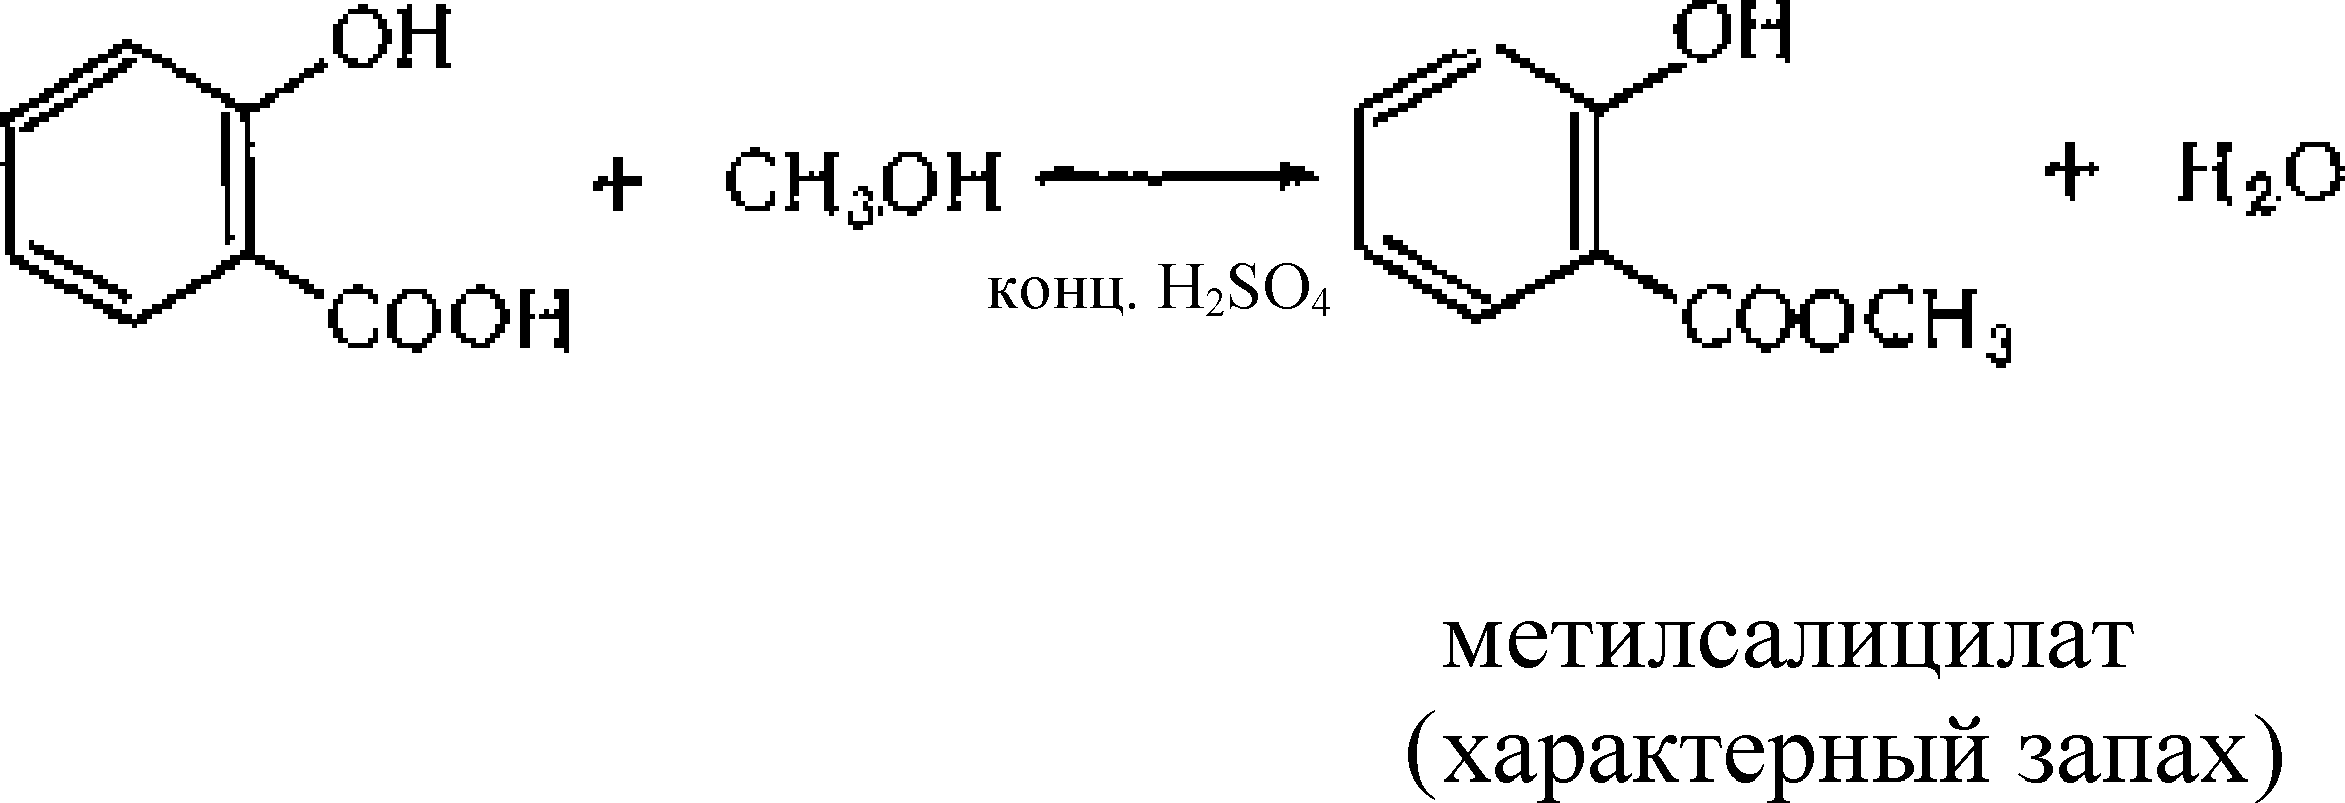 OH OH
+ CH₃OH + H₂O
конц. H₂SO₄
COOH COOCH₃
метилсалицилат
(характерный запах)